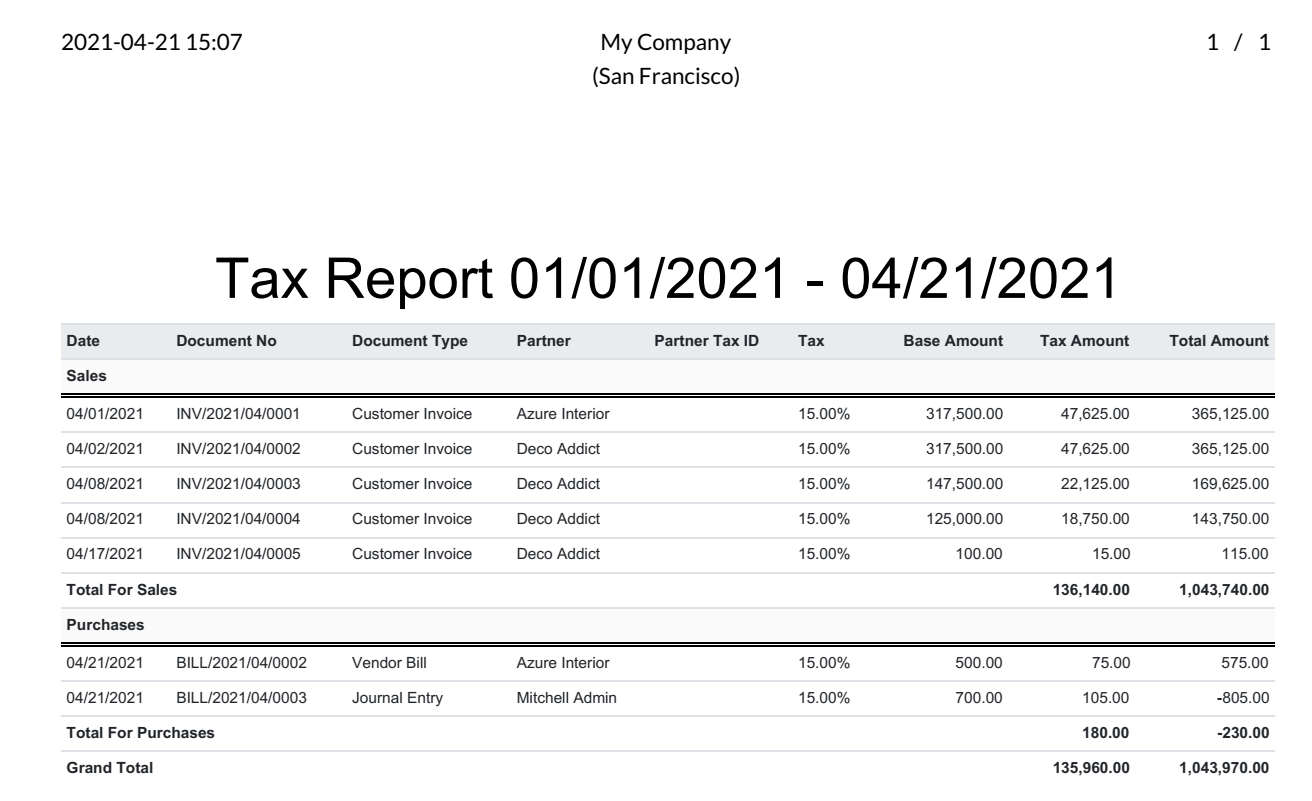 2021-04-21 15:07 My Company 1 / 1
(San Francisco)
Tax Report 01/01/2021 - 04/21/2021
Date Document No Document Type Partner Partner Tax ID Tax Base Amount Tax Amount Total Amount
Sales
04/01/2021 INV/2021/04/0001 Customer Invoice Azure Interior 15.00% 317,500.00 47,625.00 365,125.00
04/02/2021 INV/2021/04/0002 Customer Invoice Deco Addict 15.00% 317,500.00 47,625.00 365,125.00
04/08/2021 INV/2021/04/0003 Customer Invoice Deco Addict 15.00% 147,500.00 22,125.00 169,625.00
04/08/2021 INV/2021/04/0004 Customer Invoice Deco Addict 15.00% 125,000.00 18,750.00 143,750.00
04/17/2021 INV/2021/04/0005 Customer Invoice Deco Addict 15.00% 100.00 15.00 115.00
Total For Sales 136,140.00 1,043,740.00
Purchases
04/21/2021 BILL/2021/04/0002 Vendor Bill Azure Interior 15.00% 500.00 75.00 575.00
04/21/2021 BILL/2021/04/0003 Journal Entry Mitchell Admin 15.00% 700.00 105.00 -805.00
Total For Purchases 180.00 -230.00
Grand Total 135,960.00 1,043,970.00